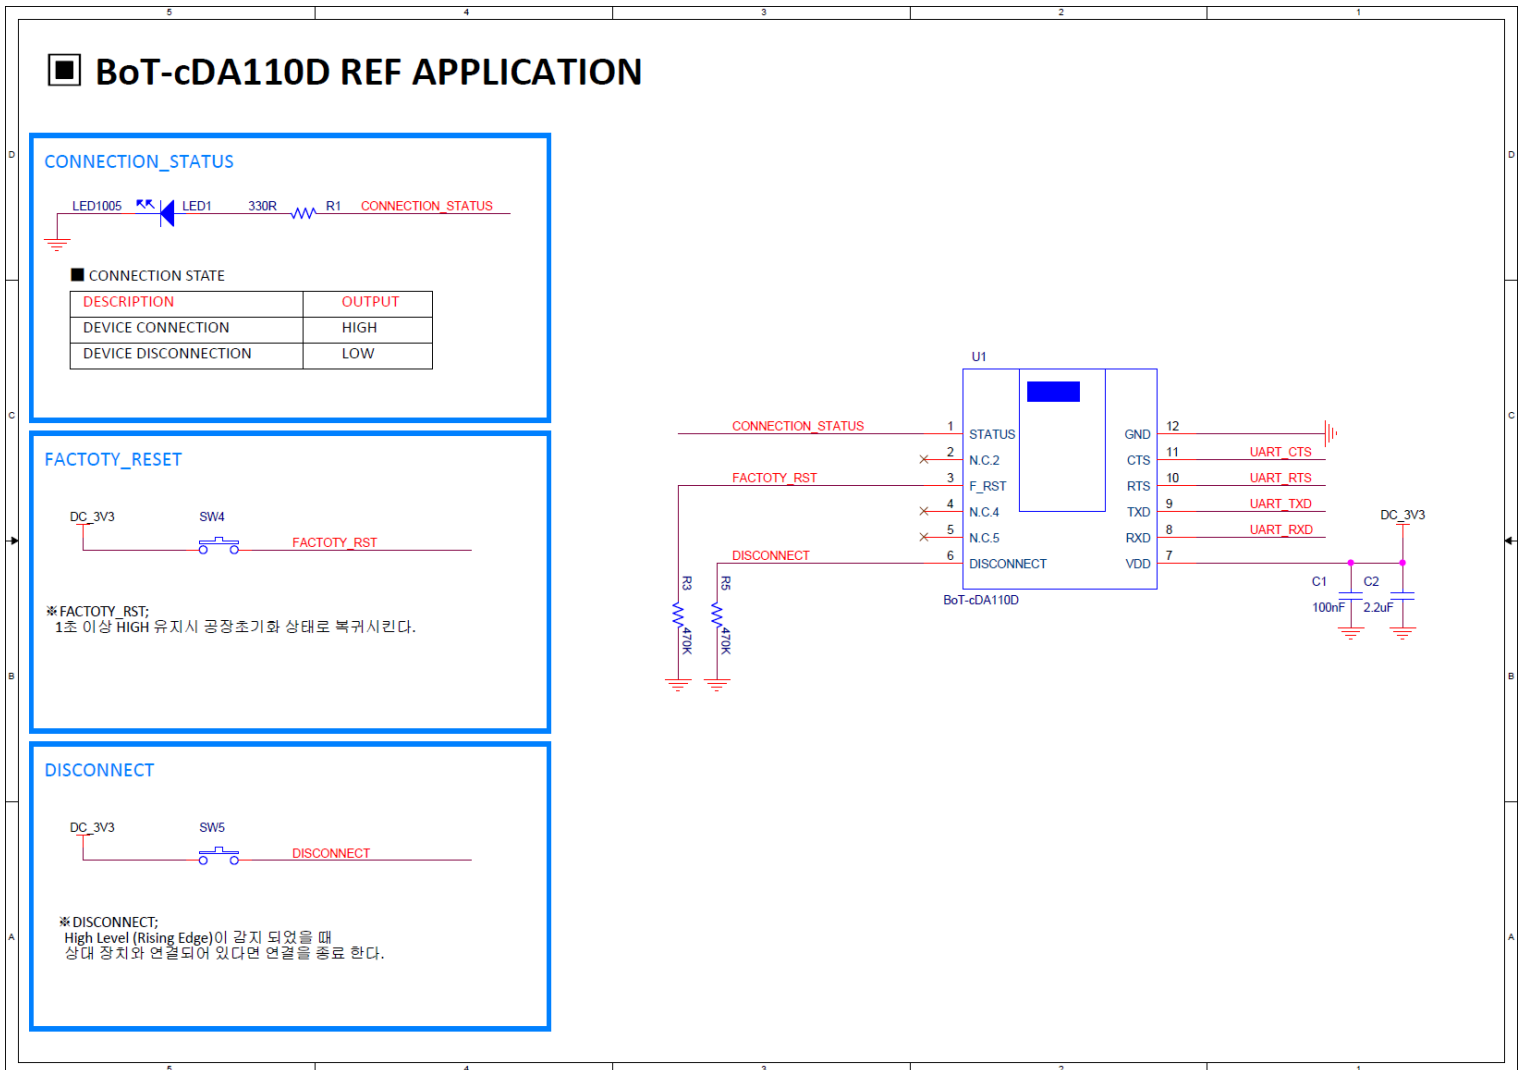 5 4 3 2 1
▣ BoT-cDA110D REF APPLICATION
D D
CONNECTION_STATUS
LED1005 LED1 330R R1 CONNECTION_STATUS
■ CONNECTION STATE
DESCRIPTION OUTPUT
DEVICE CONNECTION HIGH
DEVICE DISCONNECTION LOW
C C
FACTOTY_RESET
DC_3V3 SW4
FACTOTY_RST
※FACTOTY_RST;
1초 이상 HIGH 유지시 공장초기화 상태로 복귀시킨다.
B B
DISCONNECT
DC_3V3 SW5
DISCONNECT
※DISCONNECT;
High Level (Rising Edge)이 감지 되었을 때
상대 장치와 연결되어 있다면 연결을 종료 한다.
A A
U1
CONNECTION_STATUS 1 STATUS GND 12
2 N.C.2 CTS 11 UART_CTS
FACTOTY_RST 3 F_RST RTS 10 UART_RTS
4 N.C.4 TXD 9 UART_TXD
5 N.C.5 RXD 8 UART_RXD
DISCONNECT 6 DISCONNECT VDD 7
DC_3V3
BoT-cDA110D
R3 R5
470K 470K
C1 C2
100nF 2.2uF
5 4 3 2 1